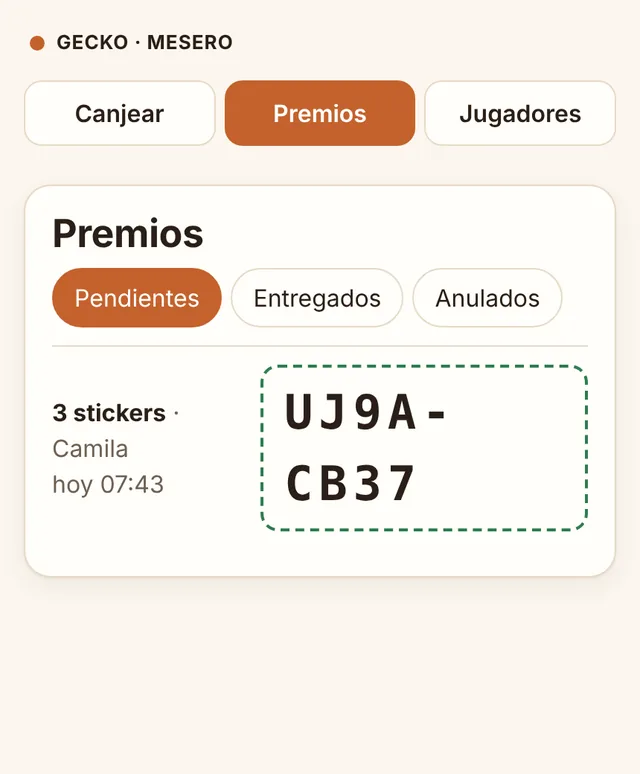 GECKO · MESERO
Canjear Premios Jugadores
Premios
Pendientes Entregados Anulados
3 stickers ·
Camila
hoy 07:43
UJ9A-
CB37